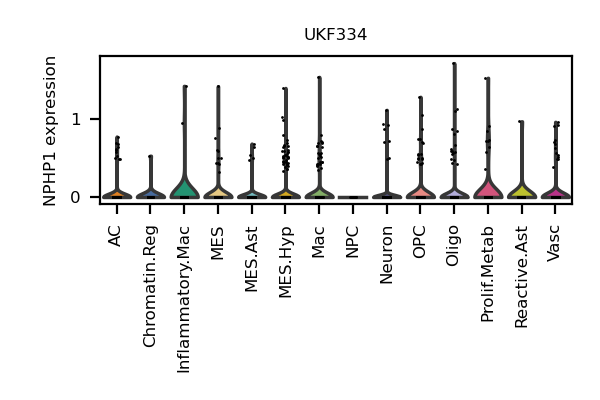 UKF334
NPHP1 expression
1
0
AC
Chromatin.Reg
Inflammatory.Mac
MES
MES.Ast
MES.Hyp
Mac
NPC
Neuron
OPC
Oligo
Prolif.Metab
Reactive.Ast
Vasc